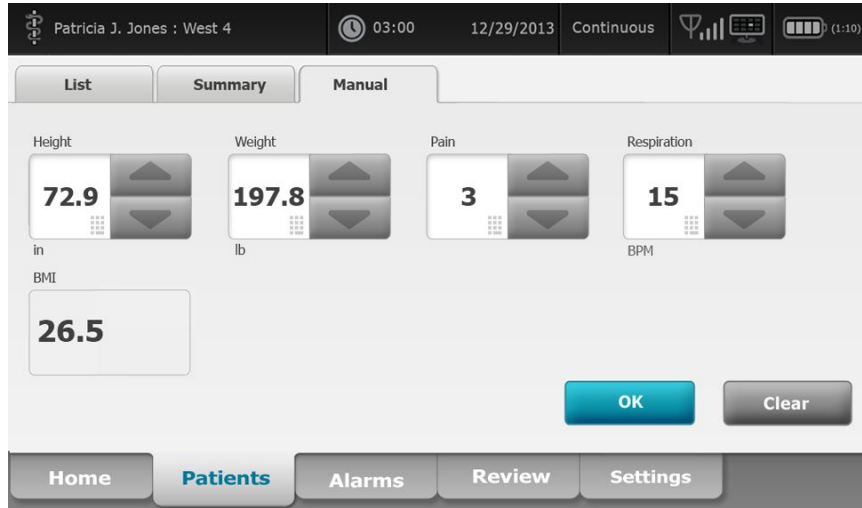 Patricia J. Jones : West 4 03:00 12/29/2013 Continuous (1:10)
List Summary Manual
Height Weight Pain Respiration
72.9 197.8 3 15
in lb BPM
BMI
26.5
OK Clear
Home Patients Alarms Review Settings